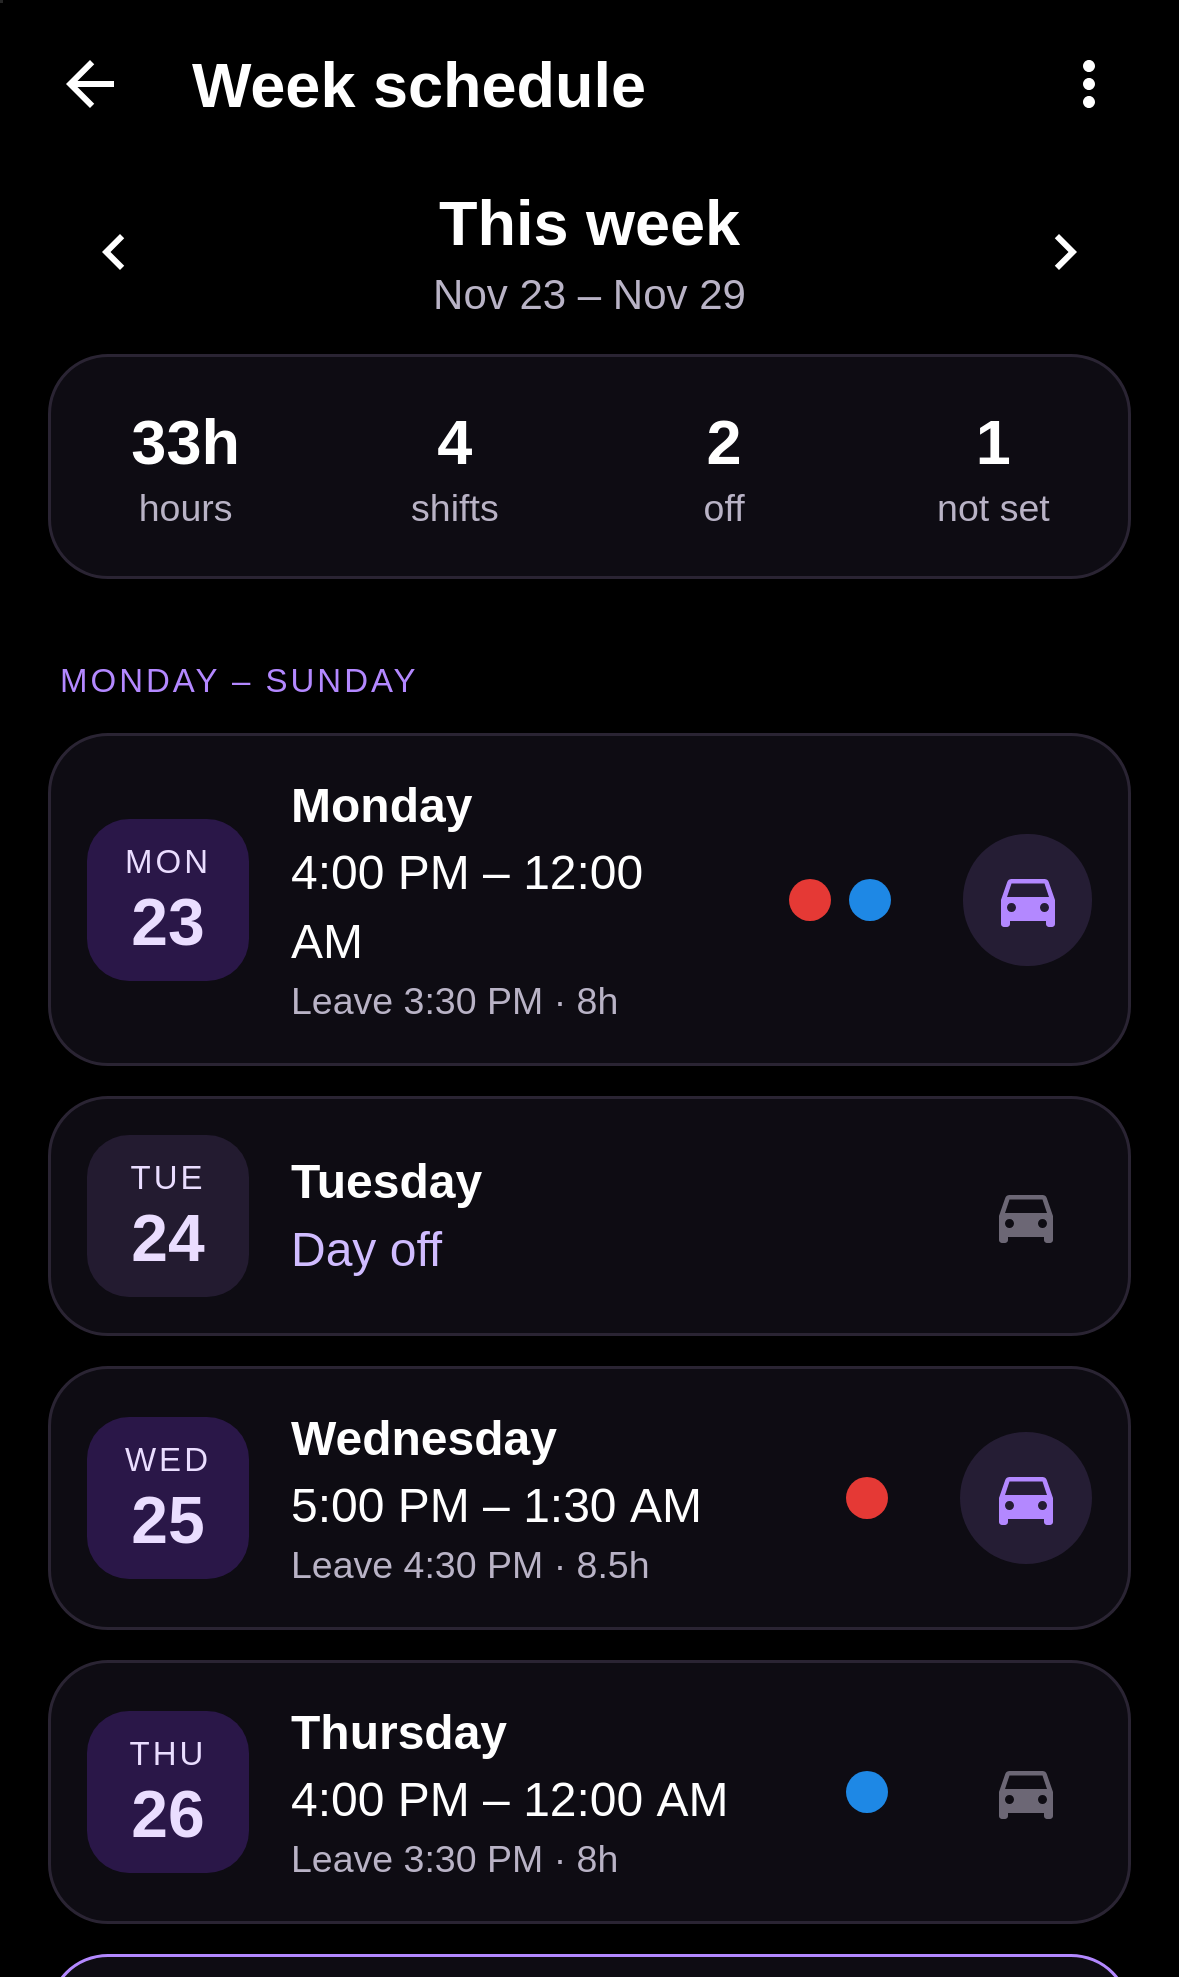 Week schedule
This week
Nov 23 – Nov 29
33h 4 2 1
hours shifts off not set
MONDAY – SUNDAY
MON
23
Monday
4:00 PM – 12:00
AM
Leave 3:30 PM · 8h
TUE
24
Tuesday
Day off
WED
25
Wednesday
5:00 PM – 1:30 AM
Leave 4:30 PM · 8.5h
THU
26
Thursday
4:00 PM – 12:00 AM
Leave 3:30 PM · 8h